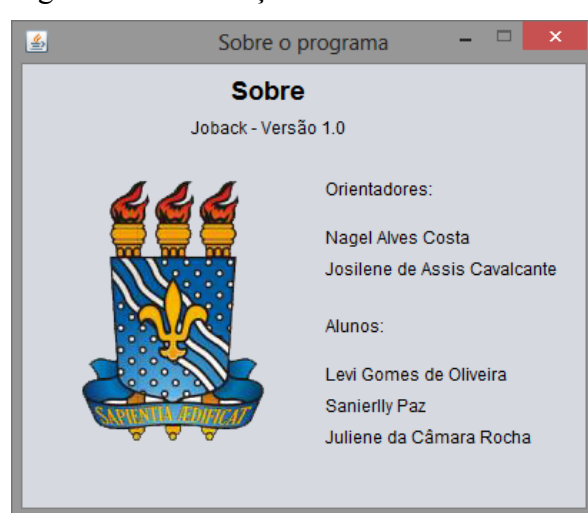 Sobre o programa
Sobre
Joback - Versão 1.0
Orientadores:
Nagel Alves Costa
Josilene de Assis Cavalcante
Alunos:
Levi Gomes de Oliveira
Sanierlly Paz
Juliene da Câmara Rocha
SAPIENTIA ÆDIFICAT